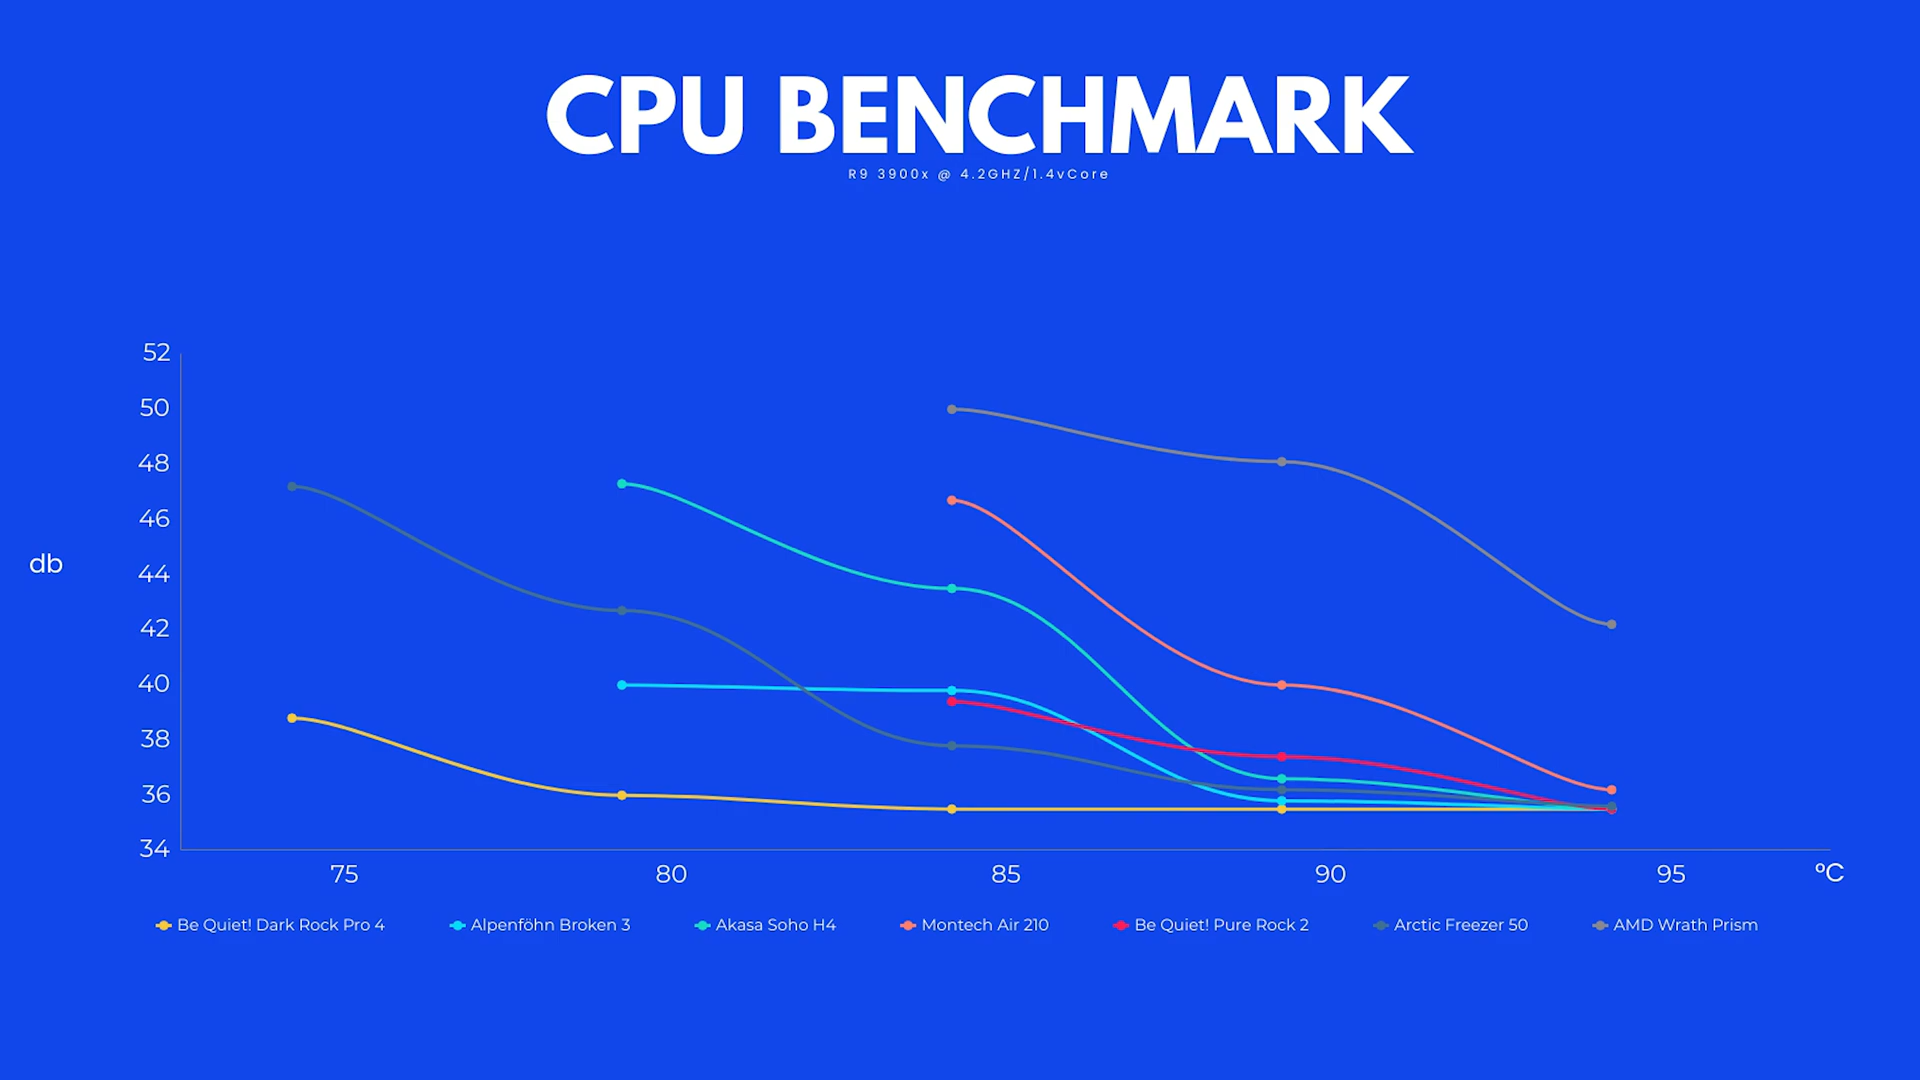 CPU BENCHMARK
R9 3900x @ 4.2GHZ/1.4vCore
52
50
48
46
db
44
42
40
38
36
34
75 80 85 90 95 ºC
Be Quiet! Dark Rock Pro 4 Alpenföhn Broken 3 Akasa Soho H4 Montech Air 210 Be Quiet! Pure Rock 2 Arctic Freezer 50 AMD Wrath Prism